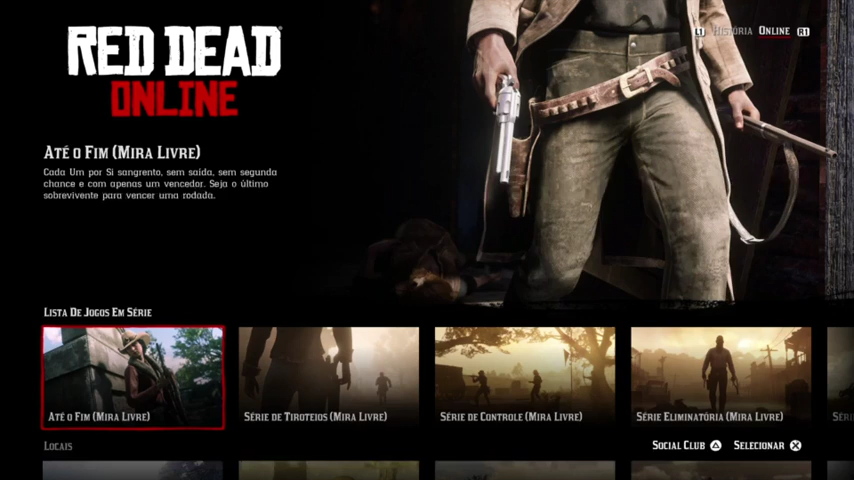 RED DEAD
ONLINE
L1 HISTÓRIA ONLINE R1
ATÉ O FIM (MIRA LIVRE)
Cada Um por Si sangrento, sem saída, sem segunda
chance e com apenas um vencedor. Seja o último
sobrevivente para vencer uma rodada.
LISTA DE JOGOS EM SÉRIE
ATÉ O FIM (MIRA LIVRE)
SÉRIE DE TIROTEIOS (MIRA LIVRE)
SÉRIE DE CONTROLE (MIRA LIVRE)
SÉRIE ELIMINATÓRIA (MIRA LIVRE)
SÉRI
LOCAIS
SOCIAL CLUB SELECIONAR